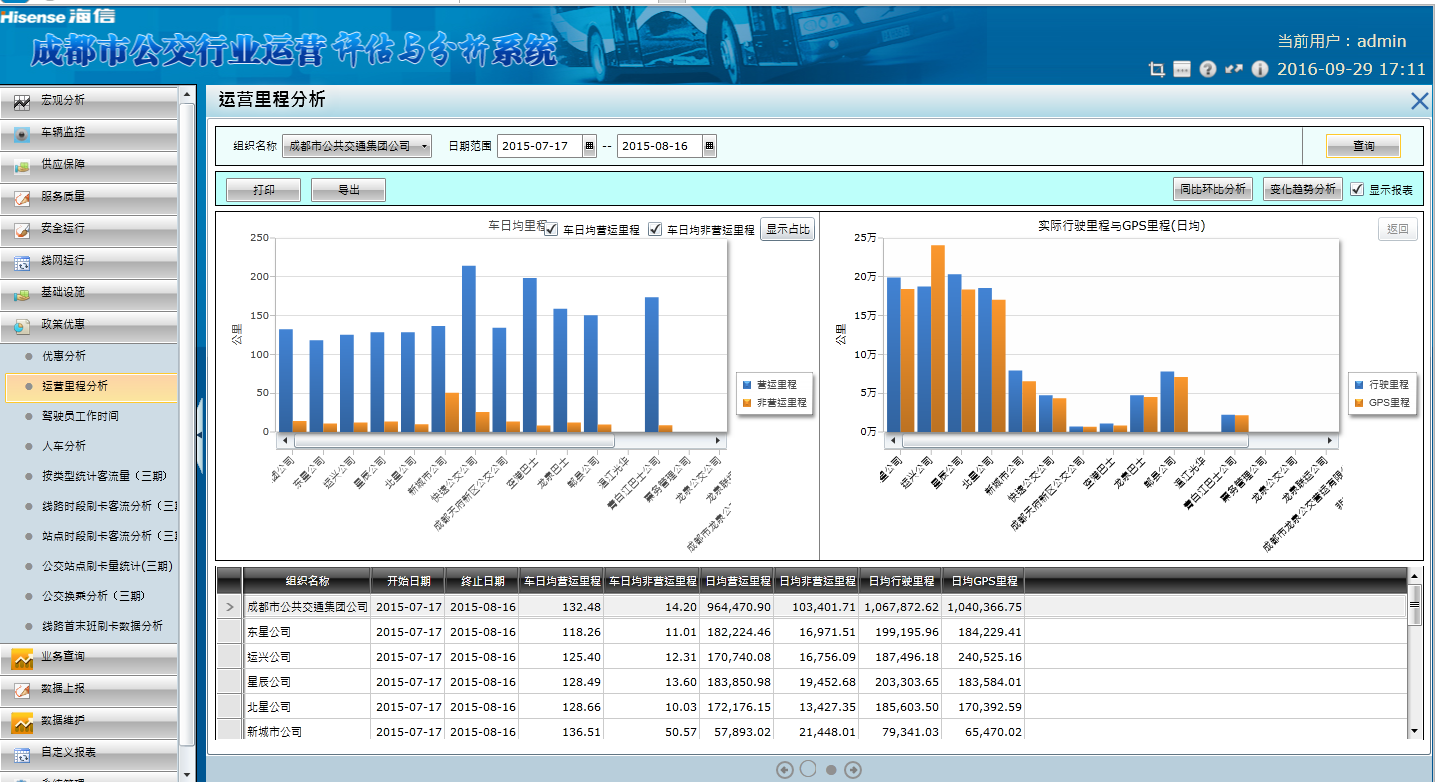 Hisense 海信
成都市公交行业运营评估与分析系统
当前用户：admin
2016-09-29 17:11
宏观分析
车辆监控
供应保障
服务质量
安全运行
线网运行
基础设施
政策优惠
优惠分析
运营里程分析
驾驶员工作时间
人车分析
按类型统计客流量（三期）
线路时段刷卡客流分析（三
站点时段刷卡客流分析（三
公交站点刷卡量统计(三期)
公交换乘分析（三期）
线路首末班刷卡数据分析
业务查询
数据上报
数据维护
自定义报表
运营里程分析
组织名称 成都市公共交通集团公司 日期范围 2015-07-17 -- 2015-08-16 查询
打印 导出 同比环比分析 变化趋势分析 显示报表
车日均里程 车日均营运里程 车日均非营运里程 显示占比
250
200
150
100
50
0
公里
营运里程
非营运里程
东星公司
运兴公司
星辰公司
北星公司
新城市公司
快速公交公司
成都天府新区公交公司
空港巴士
龙泉巴士
郫县公司
温江光华
青白江巴士公司
票务管理公司
龙泉公交公司
实际行驶里程与GPS里程(日均) 返回
25万
20万
15万
10万
5万
0万
公里
行驶里程
GPS里程
运兴公司
星辰公司
北星公司
新城市公司
快速公交公司
成都天府新区公交公司
空港巴士
龙泉巴士
郫县公司
温江光华
青白江巴士公司
票务管理公司
龙泉公交公司
龙泉联运公司
组织名称 开始日期 终止日期 车日均营运里程 车日均非营运里程 日均营运里程 日均非营运里程 日均行驶里程 日均GPS里程
成都市公共交通集团公司 2015-07-17 2015-08-16 132.48 14.20 964,470.90 103,401.71 1,067,872.62 1,040,366.75
东星公司 2015-07-17 2015-08-16 118.26 11.01 182,224.46 16,971.51 199,195.96 184,229.41
运兴公司 2015-07-17 2015-08-16 125.40 12.31 170,740.08 16,756.09 187,496.18 240,525.16
星辰公司 2015-07-17 2015-08-16 128.49 13.60 183,850.98 19,452.68 203,303.65 183,584.01
北星公司 2015-07-17 2015-08-16 128.66 10.03 172,176.15 13,427.35 185,603.50 170,392.59
新城市公司 2015-07-17 2015-08-16 136.51 50.57 57,893.02 21,448.01 79,341.03 65,470.02